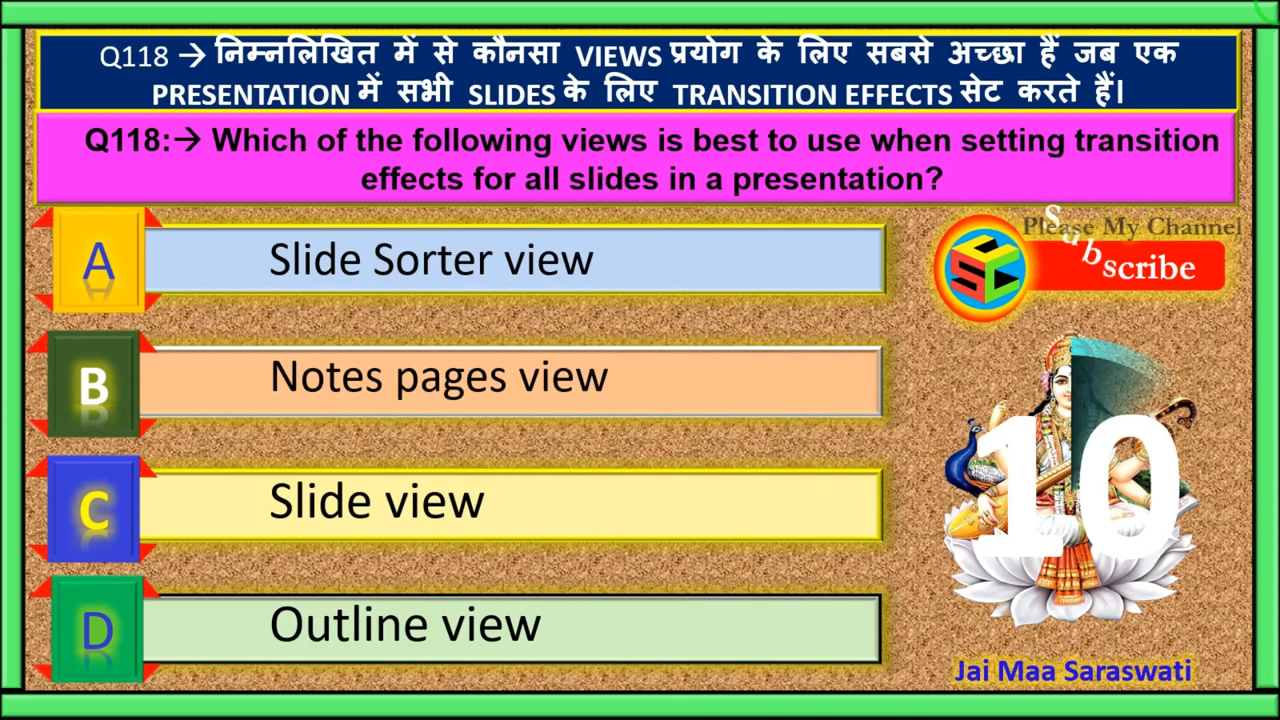 Q118 → निम्नलिखित में से कौनसा VIEWS प्रयोग के लिए सबसे अच्छा हैं जब एक
PRESENTATION में सभी SLIDES के लिए TRANSITION EFFECTS सेट करते हैं।
Q118:→ Which of the following views is best to use when setting transition
effects for all slides in a presentation?
A Slide Sorter view
B Notes pages view
C Slide view
D Outline view
Please My Channel
Subscribe
CSC
10
Jai Maa Saraswati